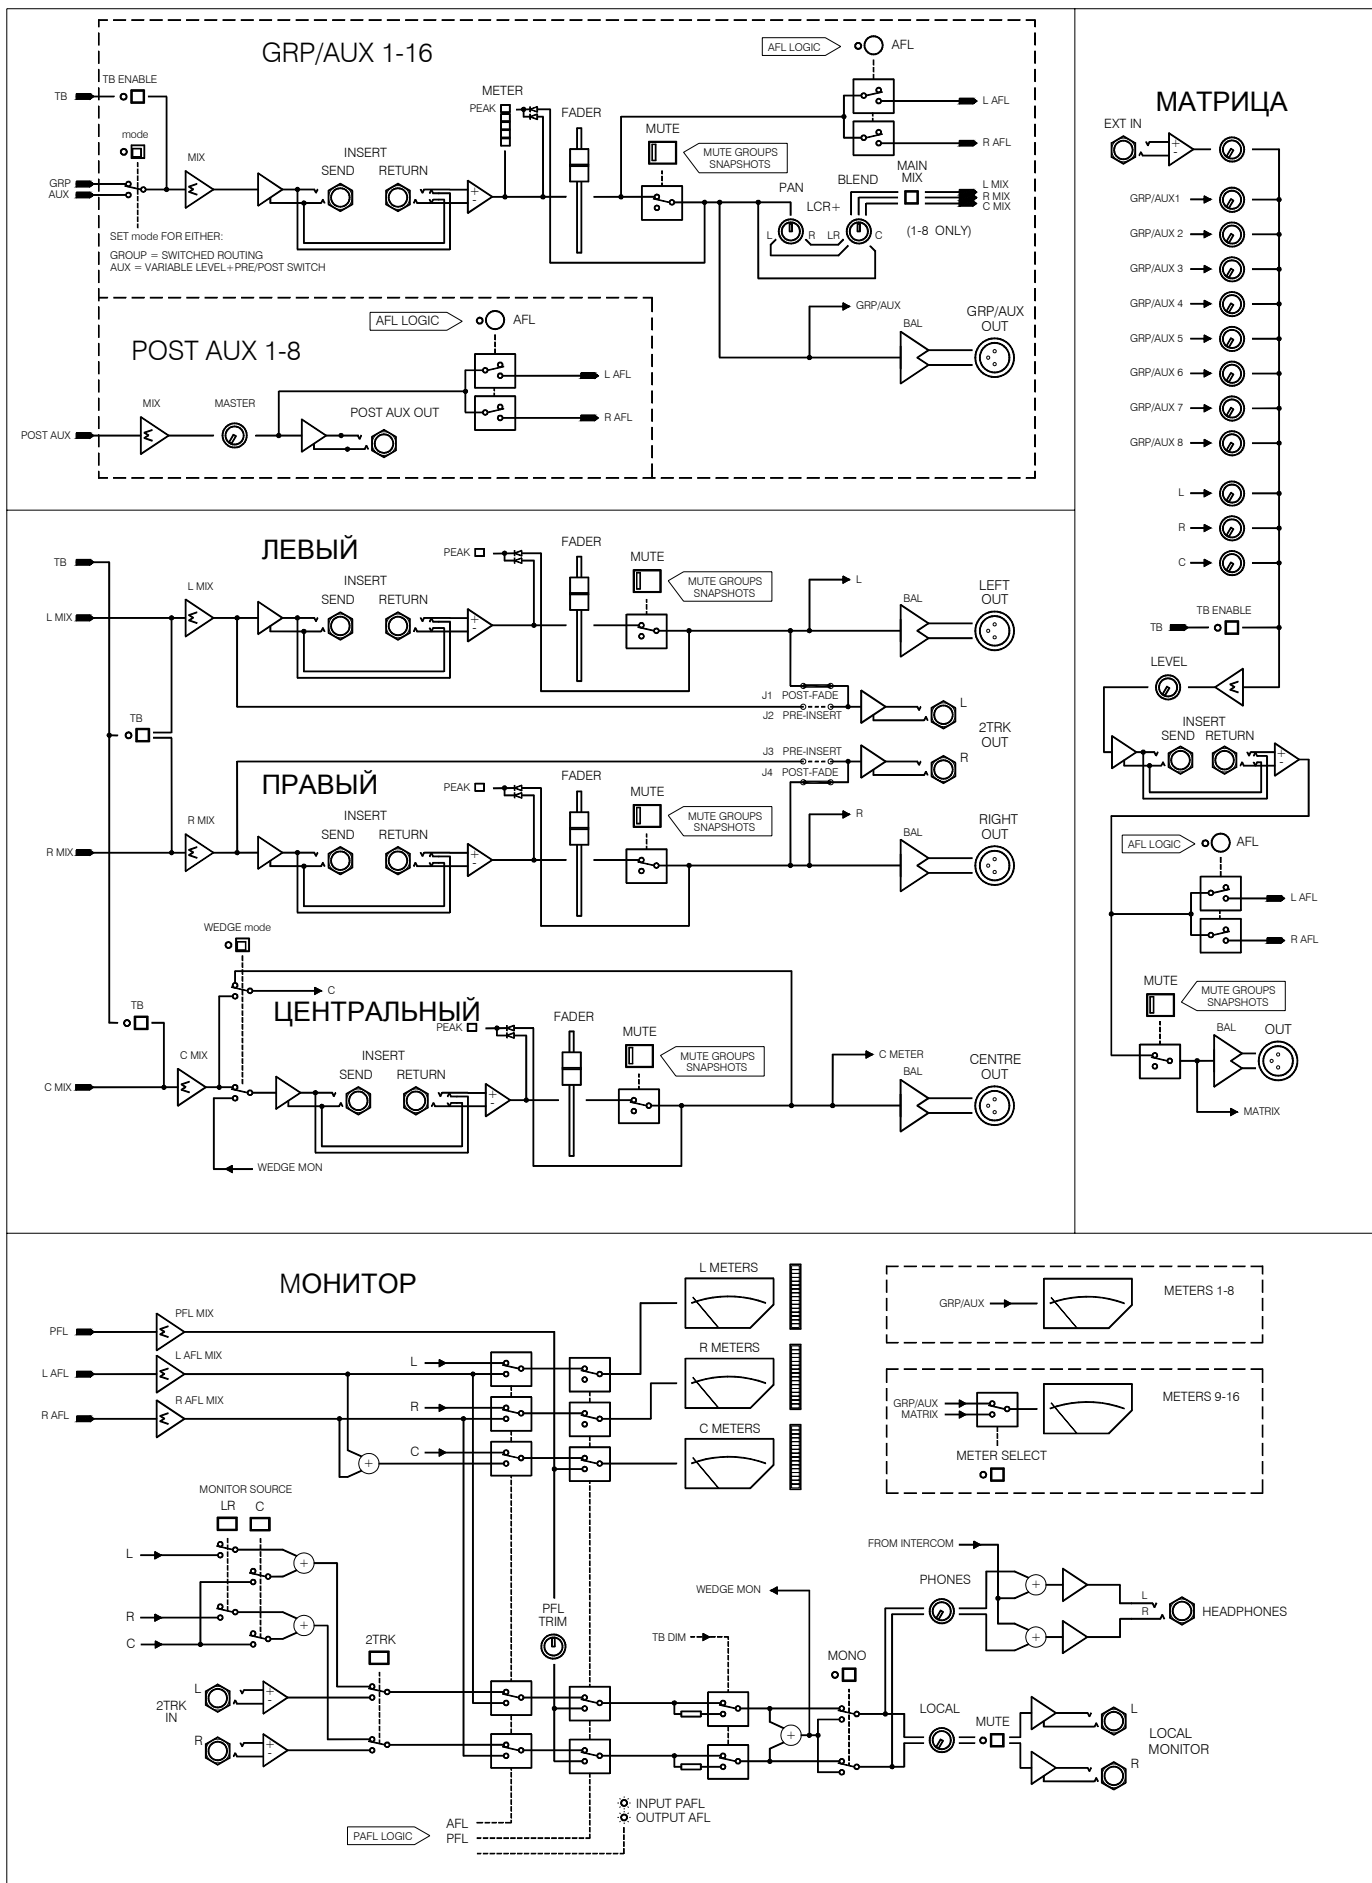 GRP/AUX 1-16
AFL LOGIC
AFL
TB ENABLE
TB
mode
METER
PEAK
FADER
MUTE
MUTE GROUPS
SNAPSHOTS
L AFL
R AFL
MIX
INSERT
SEND
RETURN
GRP
AUX
PAN
BLEND
MAIN
MIX
LCR+
L
R
LR
C
L MIX
R MIX
C MIX
(1-8 ONLY)
SET mode FOR EITHER:
GROUP = SWITCHED ROUTING
AUX = VARIABLE LEVEL+PRE/POST SWITCH
GRP/AUX
BAL
GRP/AUX
OUT
POST AUX 1-8
AFL LOGIC
AFL
L AFL
R AFL
MIX
MASTER
POST AUX OUT
POST AUX
МАТРИЦА
EXT IN
GRP/AUX1
GRP/AUX 2
GRP/AUX 3
GRP/AUX 4
GRP/AUX 5
GRP/AUX 6
GRP/AUX 7
GRP/AUX 8
L
R
C
TB ENABLE
TB
LEVEL
INSERT
SEND
RETURN
AFL LOGIC
AFL
L AFL
R AFL
MUTE
MUTE GROUPS
SNAPSHOTS
BAL
OUT
MATRIX
ЛЕВЫЙ
TB
PEAK
FADER
MUTE
MUTE GROUPS
SNAPSHOTS
L
LEFT
OUT
L MIX
INSERT
SEND
RETURN
L MIX
BAL
J1 POST-FADE
J2 PRE-INSERT
L
2TRK
OUT
TB
J3 PRE-INSERT
J4 POST-FADE
R
ПРАВЫЙ
PEAK
FADER
MUTE
MUTE GROUPS
SNAPSHOTS
R
RIGHT
OUT
R MIX
INSERT
SEND
RETURN
R MIX
BAL
WEDGE mode
C
ЦЕНТРАЛЬНЫЙ
TB
PEAK
FADER
MUTE
MUTE GROUPS
SNAPSHOTS
C METER
CENTRE
OUT
C MIX
INSERT
SEND
RETURN
C MIX
BAL
WEDGE MON
МОНИТОР
L METERS
PFL MIX
PFL
L AFL MIX
L AFL
R AFL MIX
R AFL
L
R
C
R METERS
C METERS
GRP/AUX
METERS 1-8
GRP/AUX
MATRIX
METERS 9-16
METER SELECT
MONITOR SOURCE
LR
C
L
R
C
2TRK
2TRK
IN
L
R
PFL
TRIM
WEDGE MON
TB DIM
FROM INTERCOM
PHONES
L
R
HEADPHONES
MONO
LOCAL
MUTE
L
LOCAL
MONITOR
R
INPUT PAFL
OUTPUT AFL
PAFL LOGIC
AFL
PFL